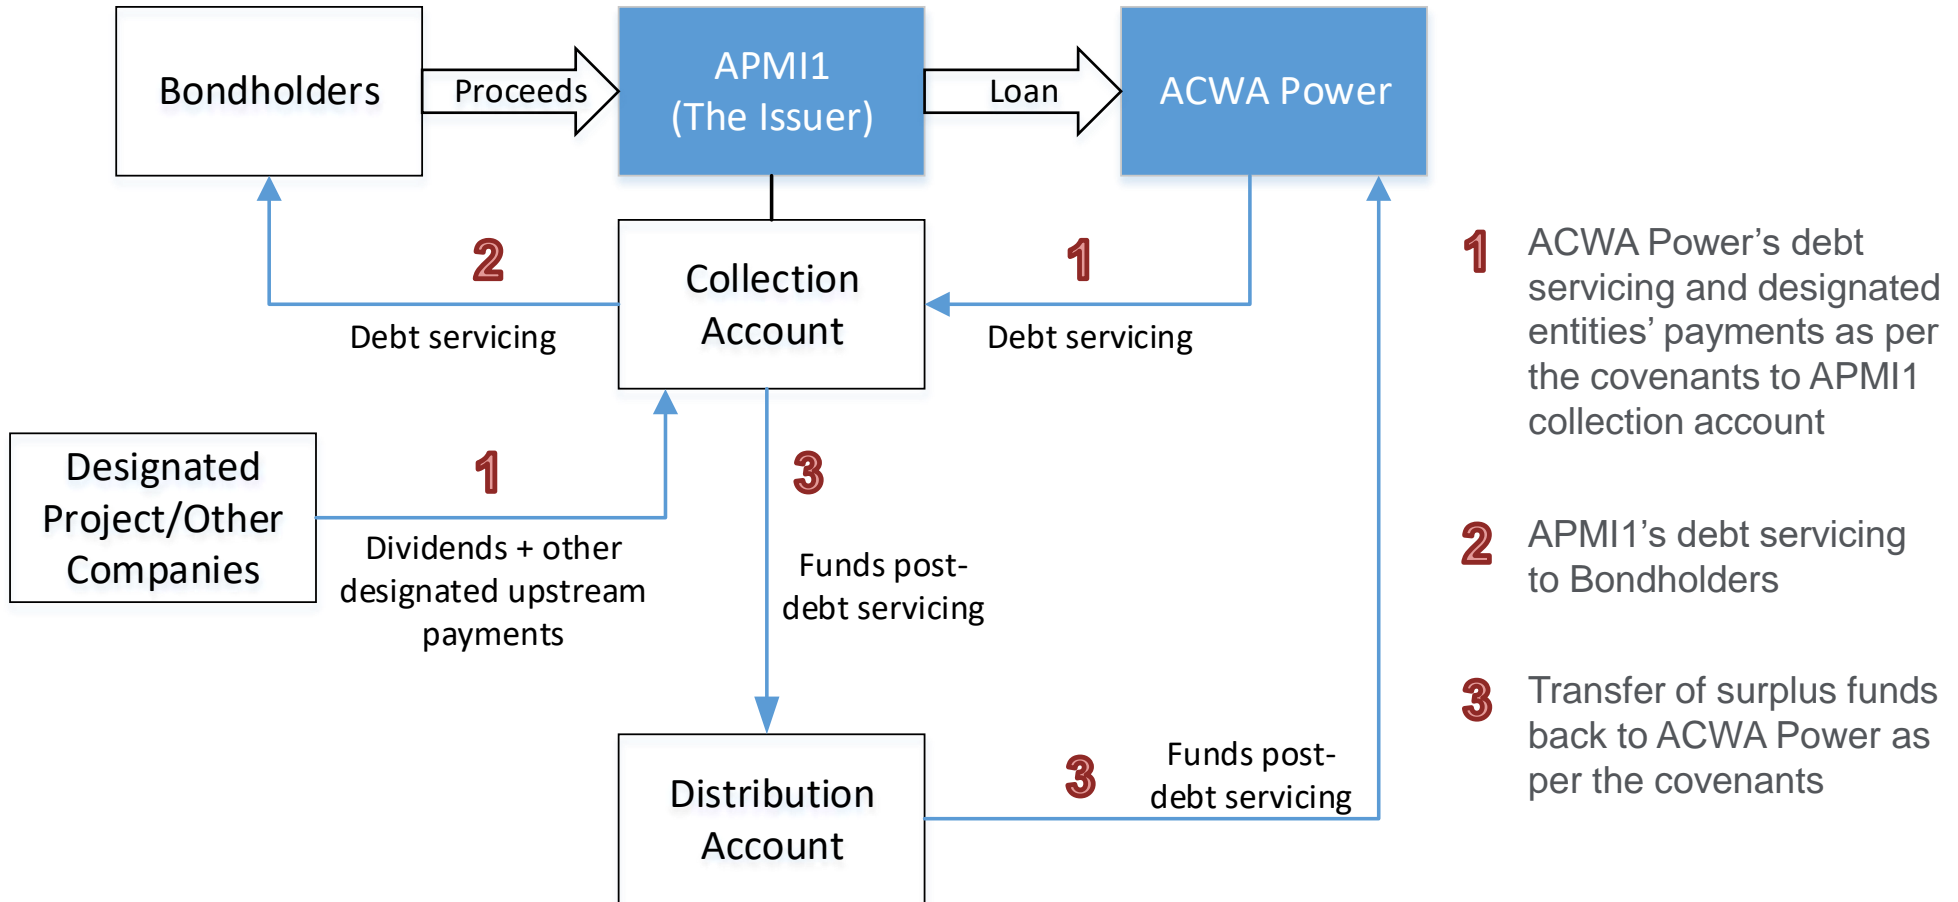 Bondholders
Proceeds
APMI1
(The Issuer)
Loan
ACWA Power
2
Debt servicing
Collection
Account
1
Debt servicing
Designated
Project/Other
Companies
1
Dividends + other
designated upstream
payments
3
Funds post-
debt servicing
Distribution
Account
3
Funds post-
debt servicing
1
ACWA Power’s debt
servicing and designated
entities’ payments as per
the covenants to APMI1
collection account
2
APMI1’s debt servicing
to Bondholders
3
Transfer of surplus funds
back to ACWA Power as
per the covenants